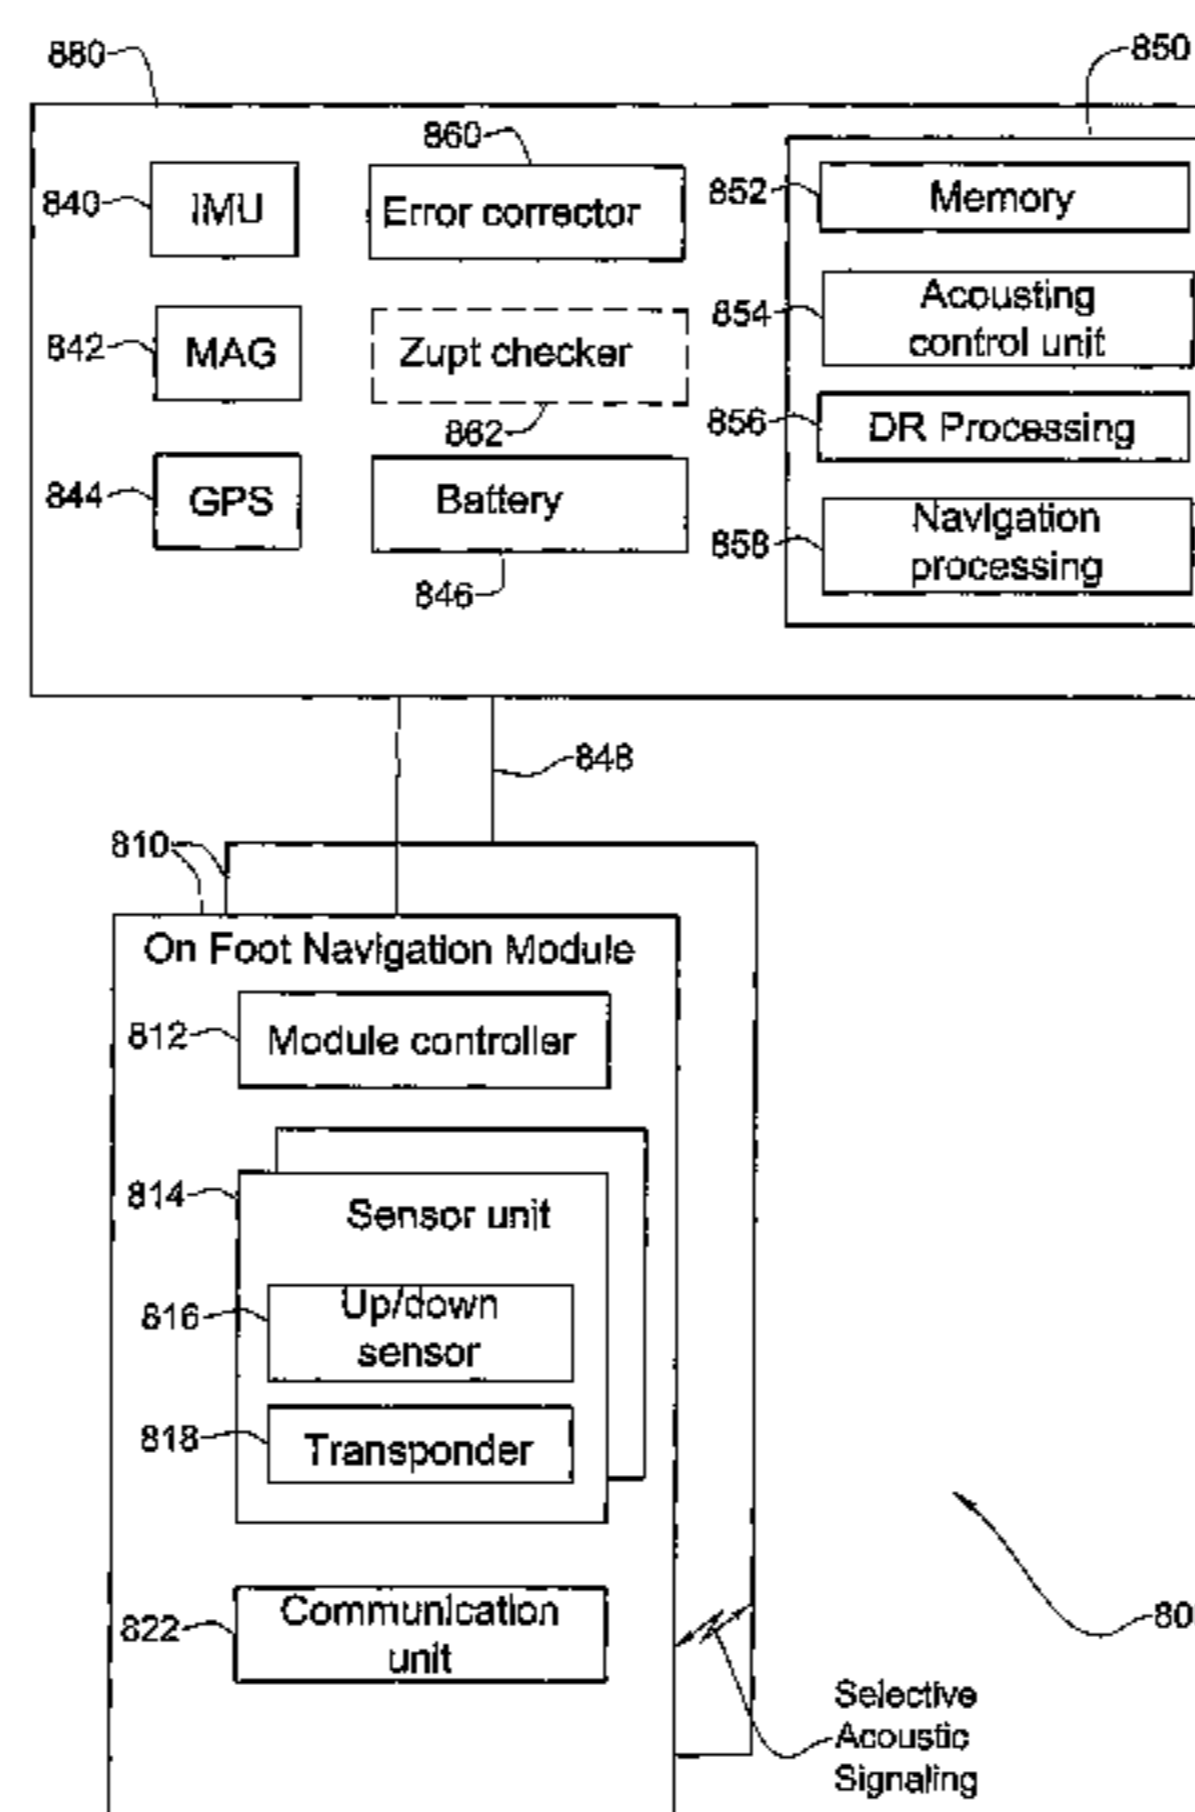 880
850
860
840
IMU
Error corrector
852
Memory
854
Acousting
control unit
842
MAG
Zupt checker
862
856
DR Processing
844
GPS
Battery
846
858
Navigation
processing
848
810
On Foot Navigation Module
812
Module controller
814
Sensor unit
816
Up/down
sensor
818
Transponder
822
Communication
unit
80
Selective
Acoustic
Signaling